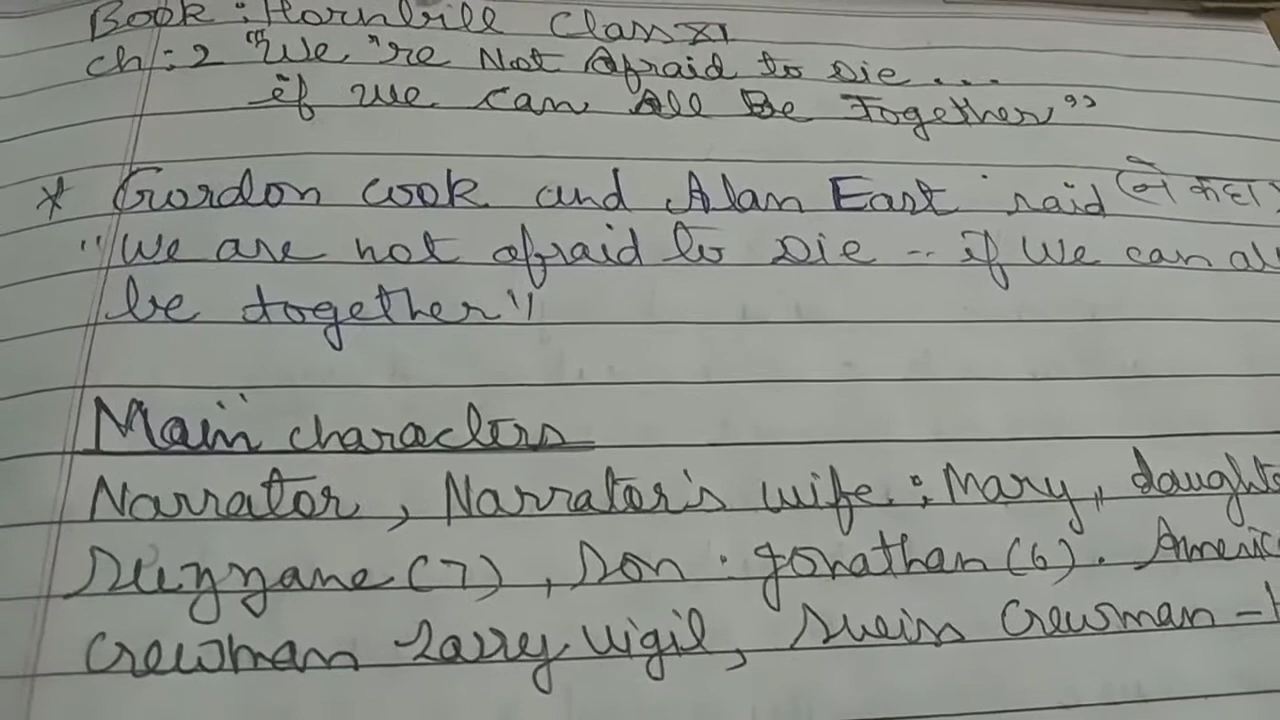 Book : Hornbill Class XI
Ch : 2 "We 're Not Afraid to Die ...
if we can All Be Together"
* Gordon Cook and Alan East said ने कहा
"We are not afraid to Die -- if We can al
be together"
Main characters
Narrator, Narrator's wife : Mary, daught
Suzzane (7), Son : Jonathan (6). Americ
Crewman Larry Vigil, Swiss Crewman -